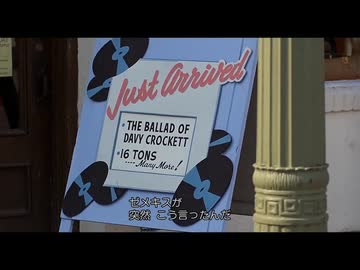 Just Arrived
• THE BALLAD OF
DAVY CROCKETT
• 16 TONS
....Many More!
ゼメキスが
突然 こう言ったんだ